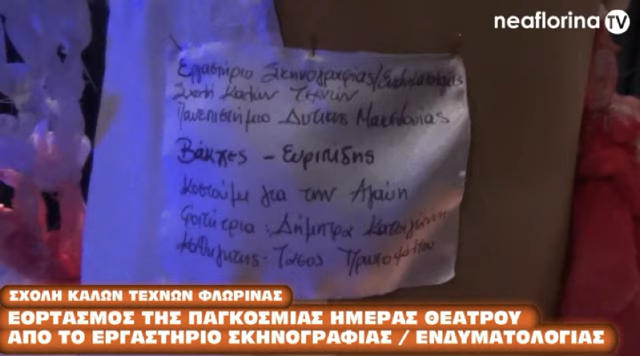 neaflorina TV
Εργαστήριο Σκηνογραφίας/Ενδυματολογίας
Σχολή Καλών Τεχνών
Πανεπιστήμιο Δυτικής Μακεδονίας
Βάκχες - Ευριπίδης
Κοστούμι για την Αγαύη
Φοιτήτρια: Δήμητρα
Καθηγητής - Τάσος
ΣΧΟΛΗ ΚΑΛΩΝ ΤΕΧΝΩΝ ΦΛΩΡΙΝΑΣ
ΕΟΡΤΑΣΜΟΣ ΤΗΣ ΠΑΓΚΟΣΜΙΑΣ ΗΜΕΡΑΣ ΘΕΑΤΡΟΥ
ΑΠΟ ΤΟ ΕΡΓΑΣΤΗΡΙΟ ΣΚΗΝΟΓΡΑΦΙΑΣ / ΕΝΔΥΜΑΤΟΛΟΓΙΑΣ